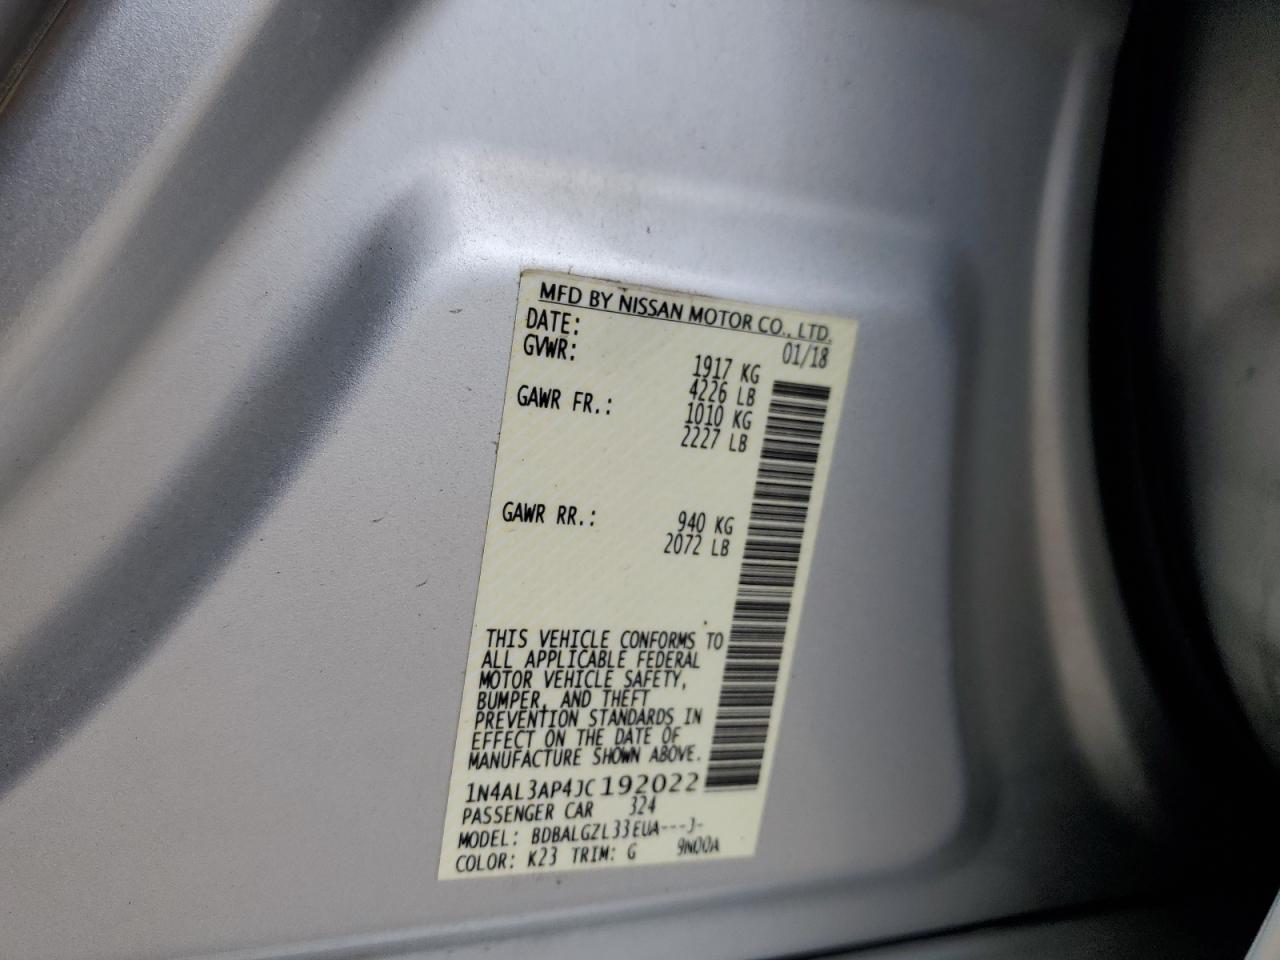 MFD BY NISSAN MOTOR CO., LTD.
DATE: 01/18
GVWR: 1917 KG
4226 LB
GAWR FR.: 1010 KG
2227 LB
GAWR RR.: 940 KG
2072 LB
THIS VEHICLE CONFORMS TO
ALL APPLICABLE FEDERAL
MOTOR VEHICLE SAFETY,
BUMPER, AND THEFT
PREVENTION STANDARDS IN
EFFECT ON THE DATE OF
MANUFACTURE SHOWN ABOVE.
1N4AL3AP4JC192022
PASSENGER CAR 324
MODEL: BDBALGZL33EUA---J-
COLOR: K23 TRIM: G 9N00A